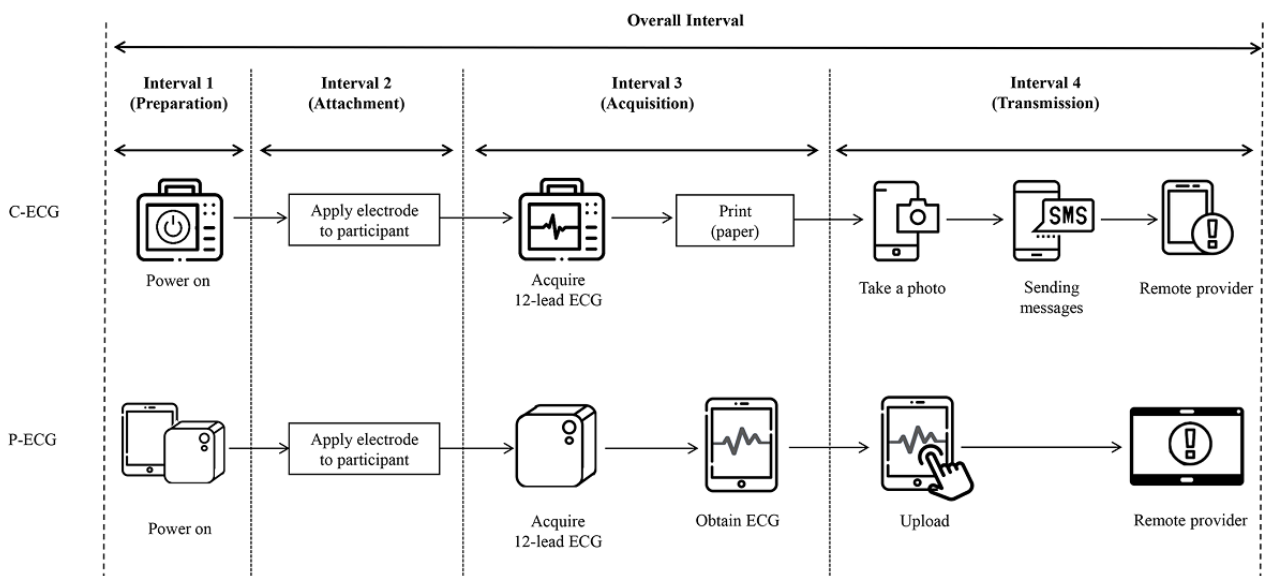 Overall Interval
Interval 1
(Preparation)
Interval 2
(Attachment)
Interval 3
(Acquisition)
Interval 4
(Transmission)
C-ECG
Power on
Apply electrode
to participant
Acquire
12-lead ECG
Print
(paper)
Take a photo
SMS
Sending
messages
Remote provider
P-ECG
Power on
Apply electrode
to participant
Acquire
12-lead ECG
Obtain ECG
Upload
Remote provider